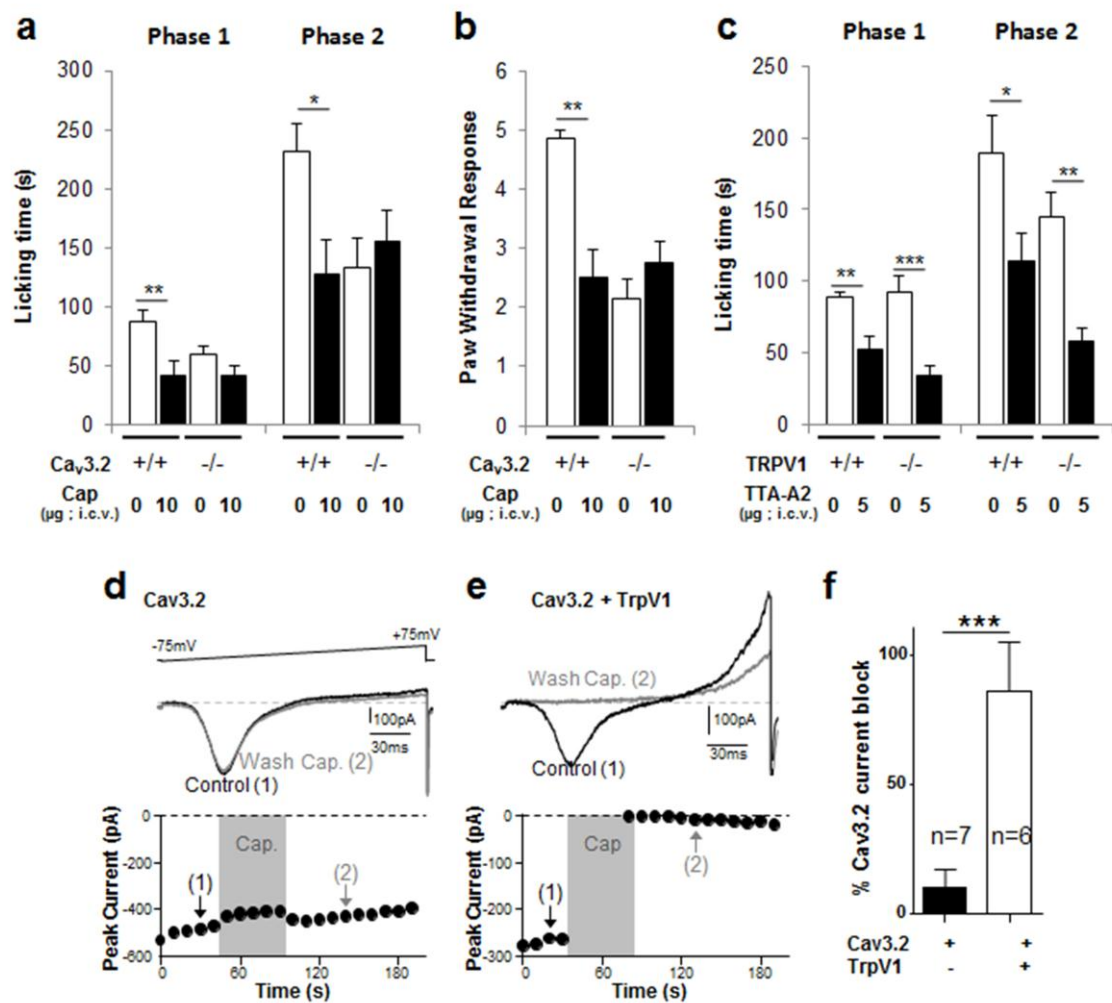 a
Phase 1
Phase 2
Licking time (s)
300
250
200
150
100
50
0
**
*
Cav3.2
+/+
-/-
+/+
-/-
Cap
(µg ; i.c.v.)
0 10 0 10
0 10 0 10
b
Paw Withdrawal Response
6
5
4
3
2
1
0
**
Cav3.2
+/+
-/-
Cap
(µg ; i.c.v.)
0 10 0 10
c
Phase 1
Phase 2
Licking time (s)
250
200
150
100
50
0
**
***
*
**
TRPV1
+/+
-/-
+/+
-/-
TTA-A2
(µg ; i.c.v.)
0 5 0 5
0 5 0 5
d
Cav3.2
-75mV
+75mV
100pA
30ms
Wash Cap. (2)
Control (1)
Peak Current (pA)
0
-200
-400
-600
Cap.
(1)
(2)
0 60 120 180
Time (s)
e
Cav3.2 + TrpV1
Wash Cap. (2)
100pA
30ms
Control (1)
Peak Current (pA)
0
-100
-200
-300
Cap
(1)
(2)
0 60 120 180
Time (s)
f
% Cav3.2 current block
***
100
50
0
n=7
n=6
Cav3.2 + +
TrpV1 - +